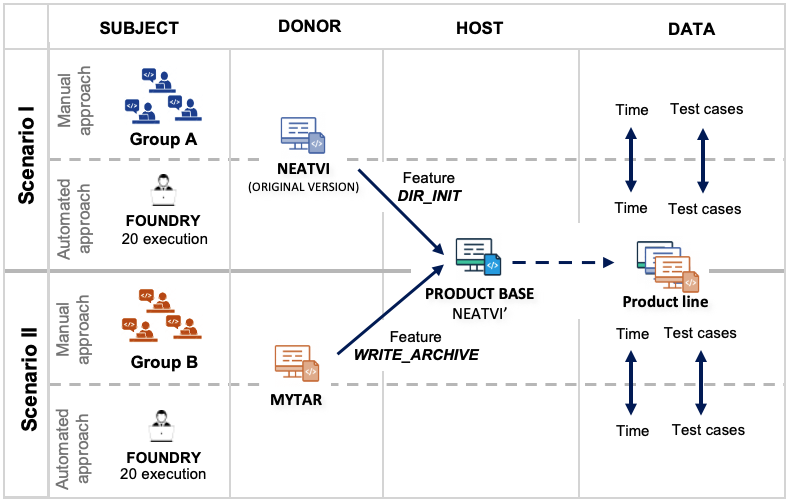 SUBJECT
DONOR
HOST
DATA
Scenario I
Manual
approach
Group A
Time
Test cases
NEATVI
(ORIGINAL VERSION)
Feature
DIR_INIT
Automated
approach
FOUNDRY
20 execution
Time
Test cases
PRODUCT BASE
NEATVI’
Product line
Scenario II
Manual
approach
Group B
Feature
WRITE_ARCHIVE
Time
Test cases
MYTAR
Automated
approach
FOUNDRY
20 execution
Time
Test cases